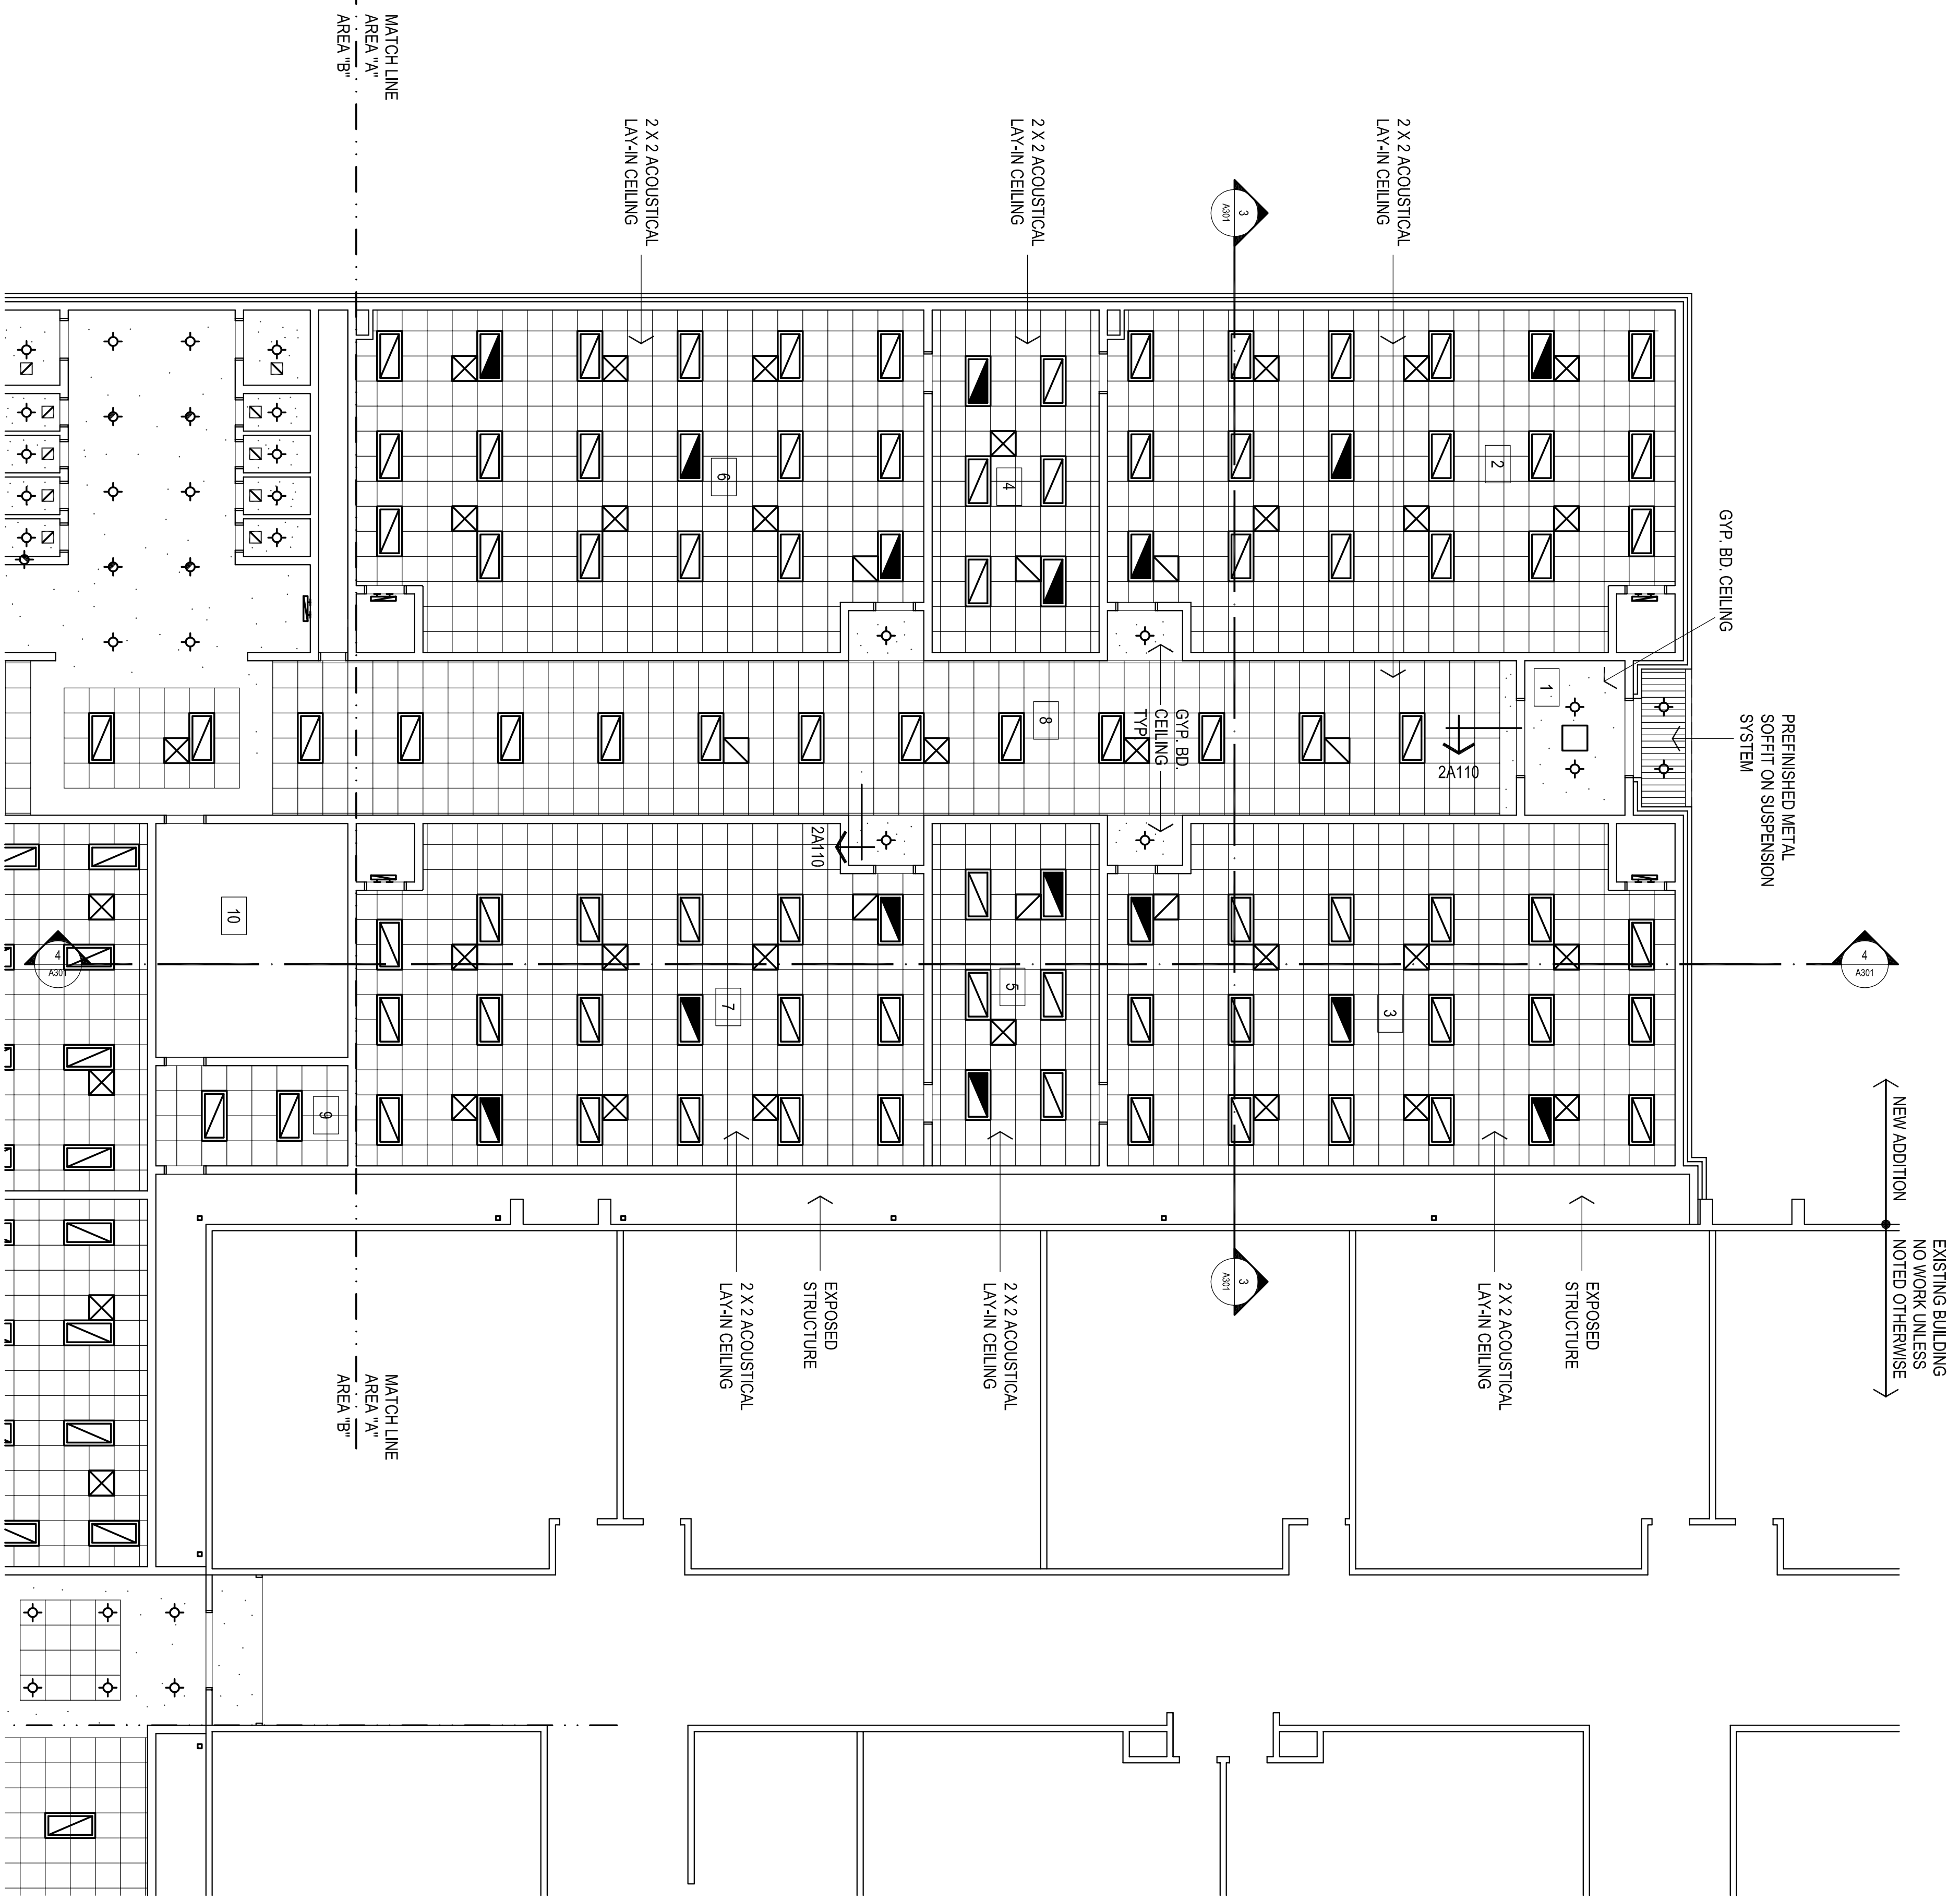 MATCH LINE
AREA "A"
AREA "B"
2 X 2 ACOUSTICAL
LAY-IN CEILING
2 X 2 ACOUSTICAL
LAY-IN CEILING
3
A301
2 X 2 ACOUSTICAL
LAY-IN CEILING
GYP. BD. CEILING
PREFINISHED METAL
SOFFIT ON SUSPENSION
SYSTEM
6
4
2
1
8
GYP. BD.
CEILING
TYP.
2A110
2A110
10
4
A301
4
A301
7
5
3
9
NEW ADDITION
EXISTING BUILDING
NO WORK UNLESS
NOTED OTHERWISE
MATCH LINE
AREA "A"
AREA "B"
2 X 2 ACOUSTICAL
LAY-IN CEILING
EXPOSED
STRUCTURE
2 X 2 ACOUSTICAL
LAY-IN CEILING
3
A301
2 X 2 ACOUSTICAL
LAY-IN CEILING
EXPOSED
STRUCTURE